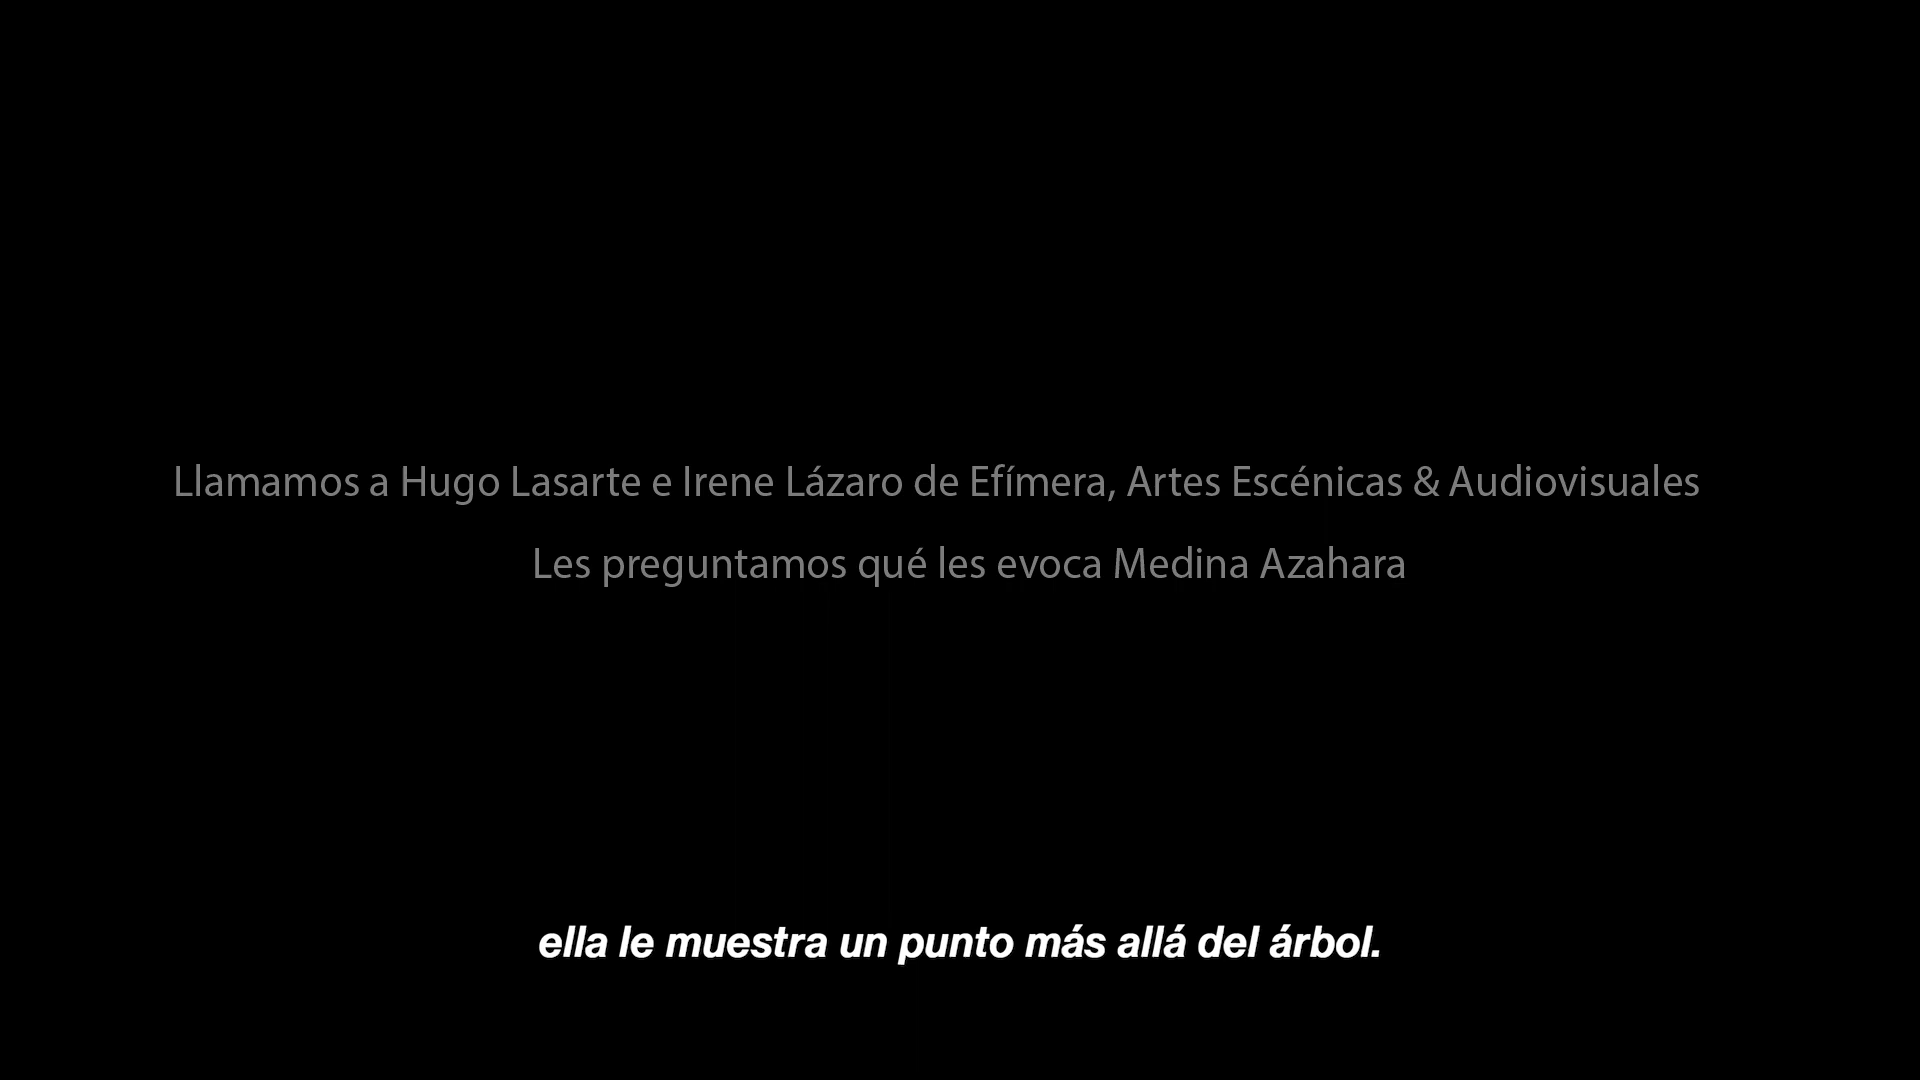 Llamamos a Hugo Lasarte e Irene Lázaro de Efímera, Artes Escénicas & Audiovisuales
Les preguntamos qué les evoca Medina Azahara
ella le muestra un punto más allá del árbol.